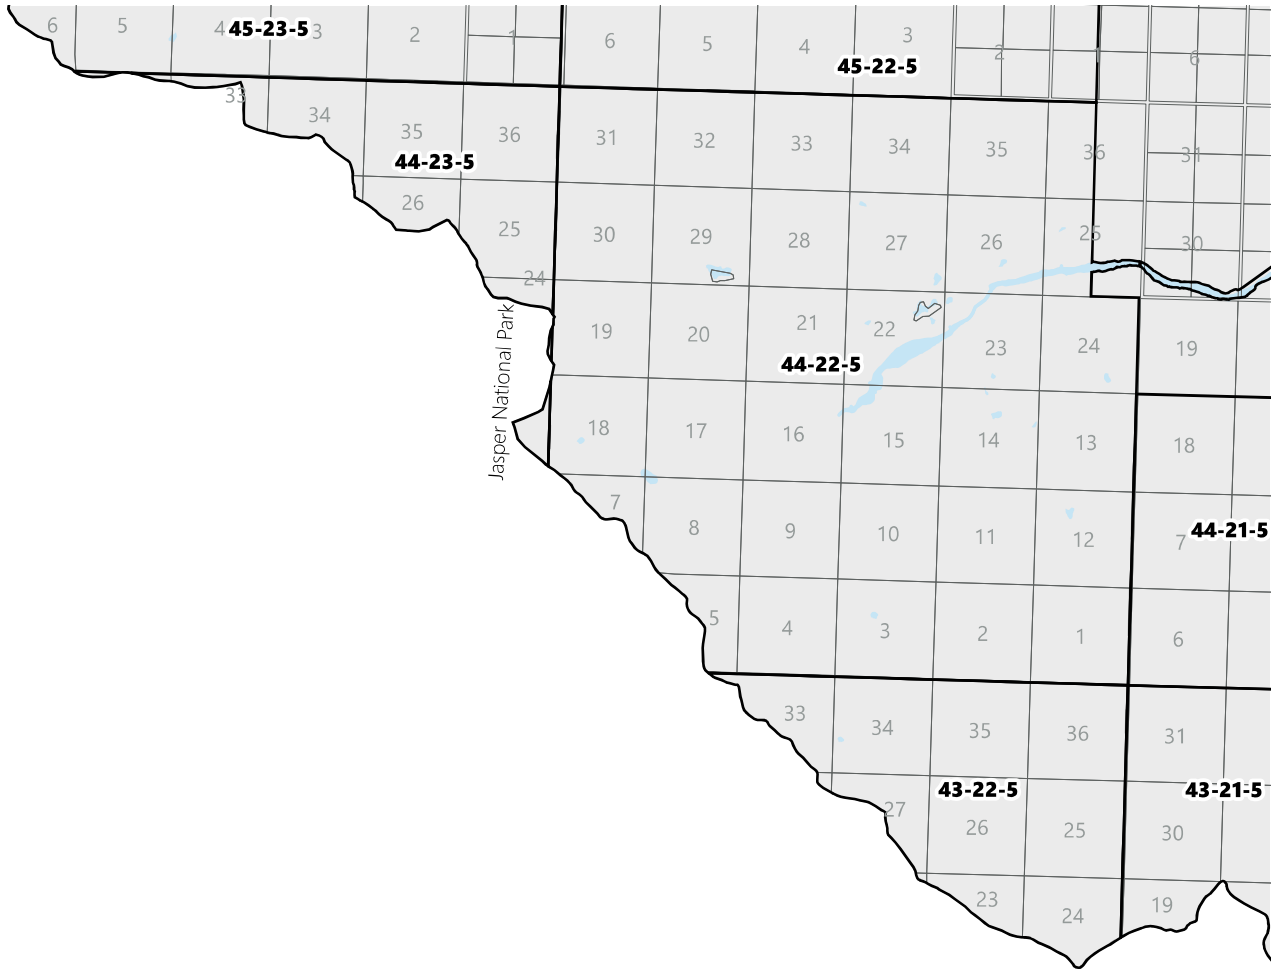 6 5 4 45-23-5 3 2 1 6 5 4 3 2 6
45-22-5
33 34 35 36 31 32 33 34 35 36 31
44-23-5
26 25 30 29 28 27 26 25 30
24
19 20 21 22 23 24 19
44-22-5
Jasper National Park
18 17 16 15 14 13 18
7 8 9 10 11 12 7 44-21-5
5 4 3 2 1 6
33 34 35 36 31
43-22-5 43-21-5
27 26 25 30
23 24 19